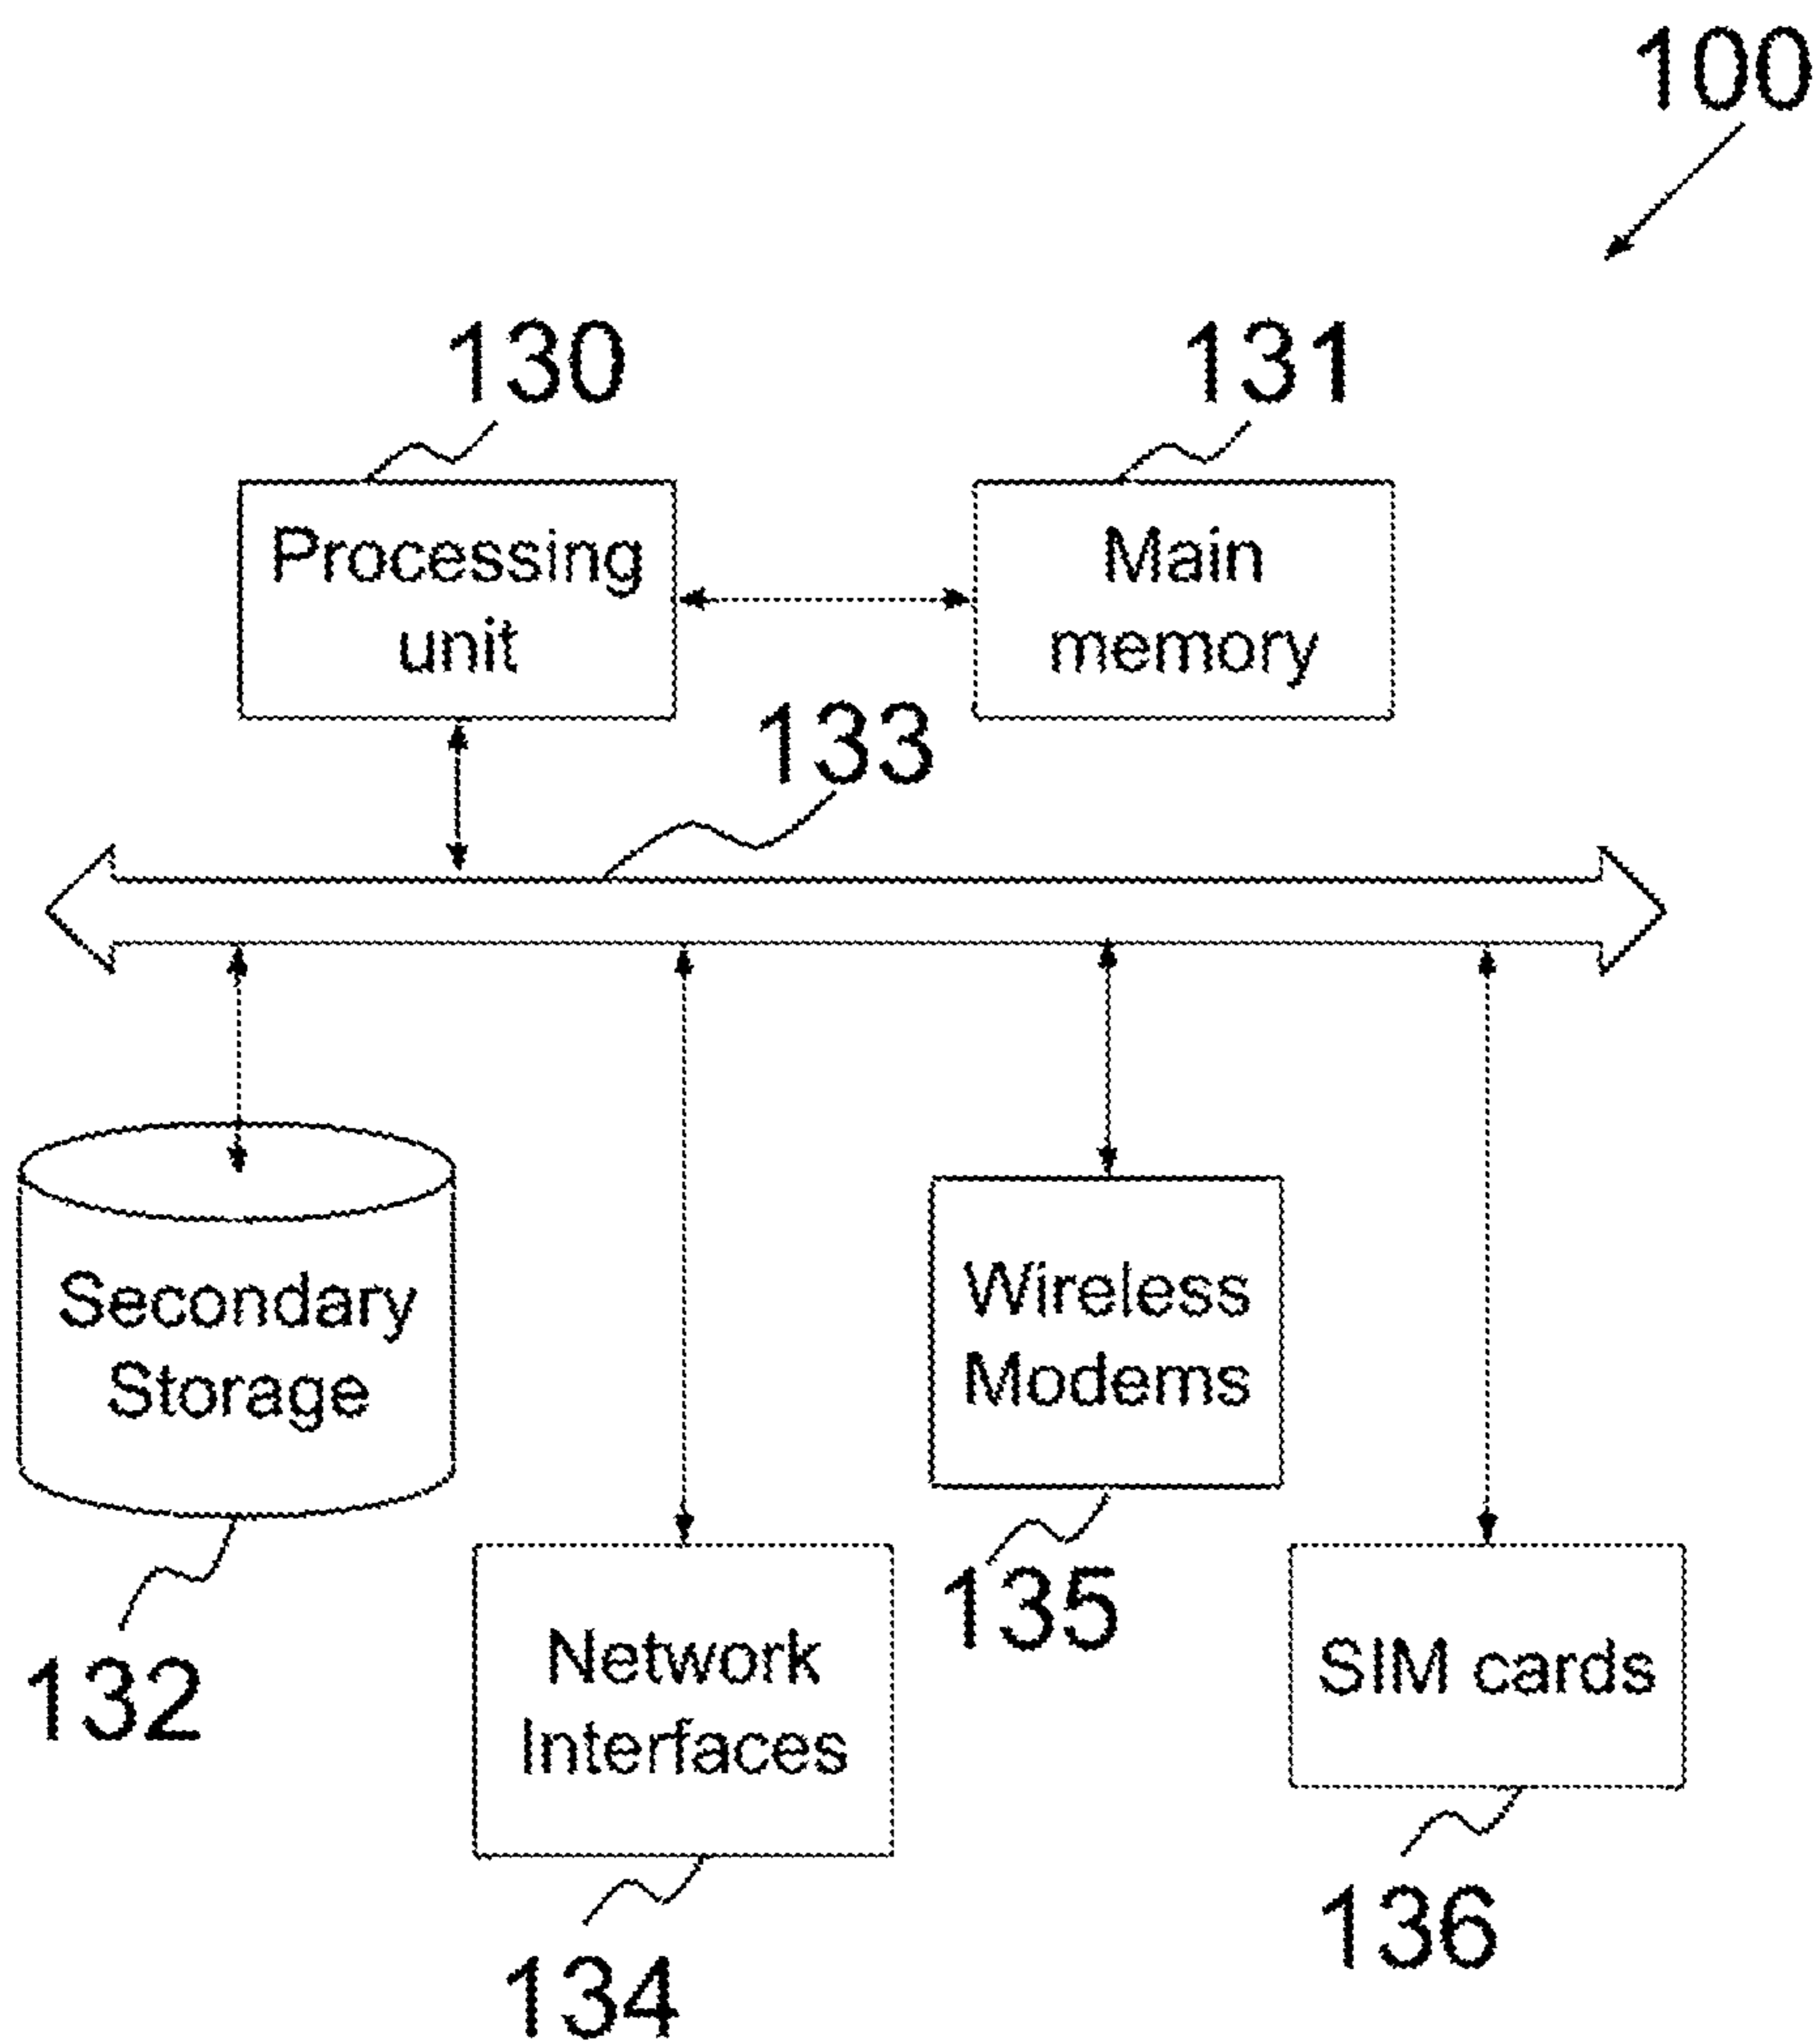 100
130
131
Processing
unit
Main
memory
133
Secondary
Storage
Wireless
Modems
135
132
Network
Interfaces
SIM cards
136
134